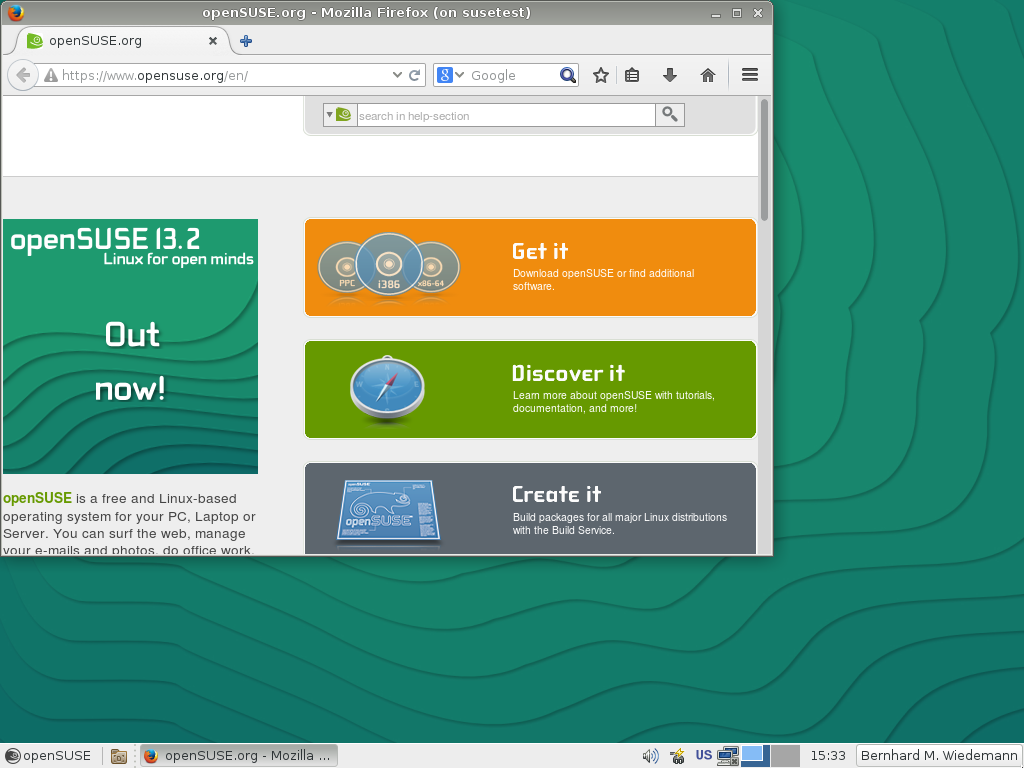 openSUSE.org - Mozilla Firefox (on susetest)
openSUSE.org
https://www.opensuse.org/en/
8
Google
search in help-section
openSUSE 13.2
Linux for open minds
Out
now!
PPC
i386
x86-64
Get it
Download openSUSE or find additional
software.
Discover it
Learn more about openSUSE with tutorials,
documentation, and more!
openSUSE
Create it
Build packages for all major Linux distributions
with the Build Service.
openSUSE is a free and Linux-based
operating system for your PC, Laptop or
Server. You can surf the web, manage
your e-mails and photos, do office work,
openSUSE
openSUSE.org - Mozilla ...
US
15:33
Bernhard M. Wiedemann